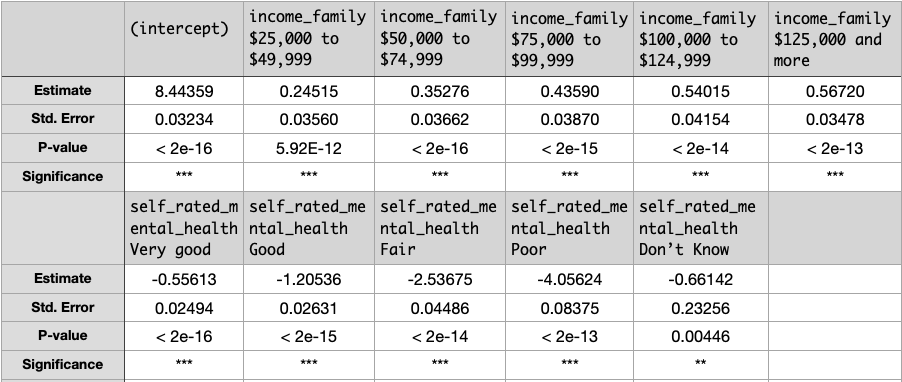 (intercept) income_family $25,000 to $49,999 income_family $50,000 to $74,999 income_family $75,000 to $99,999 income_family $100,000 to $124,999 income_family $125,000 and more
Estimate 8.44359 0.24515 0.35276 0.43590 0.54015 0.56720
Std. Error 0.03234 0.03560 0.03662 0.03870 0.04154 0.03478
P-value < 2e-16 5.92E-12 < 2e-16 < 2e-15 < 2e-14 < 2e-13
Significance *** *** *** *** *** ***
self_rated_mental_health Very good self_rated_mental_health Good self_rated_mental_health Fair self_rated_mental_health Poor self_rated_mental_health Don’t Know
Estimate -0.55613 -1.20536 -2.53675 -4.05624 -0.66142
Std. Error 0.02494 0.02631 0.04486 0.08375 0.23256
P-value < 2e-16 < 2e-15 < 2e-14 < 2e-13 0.00446
Significance *** *** *** *** **